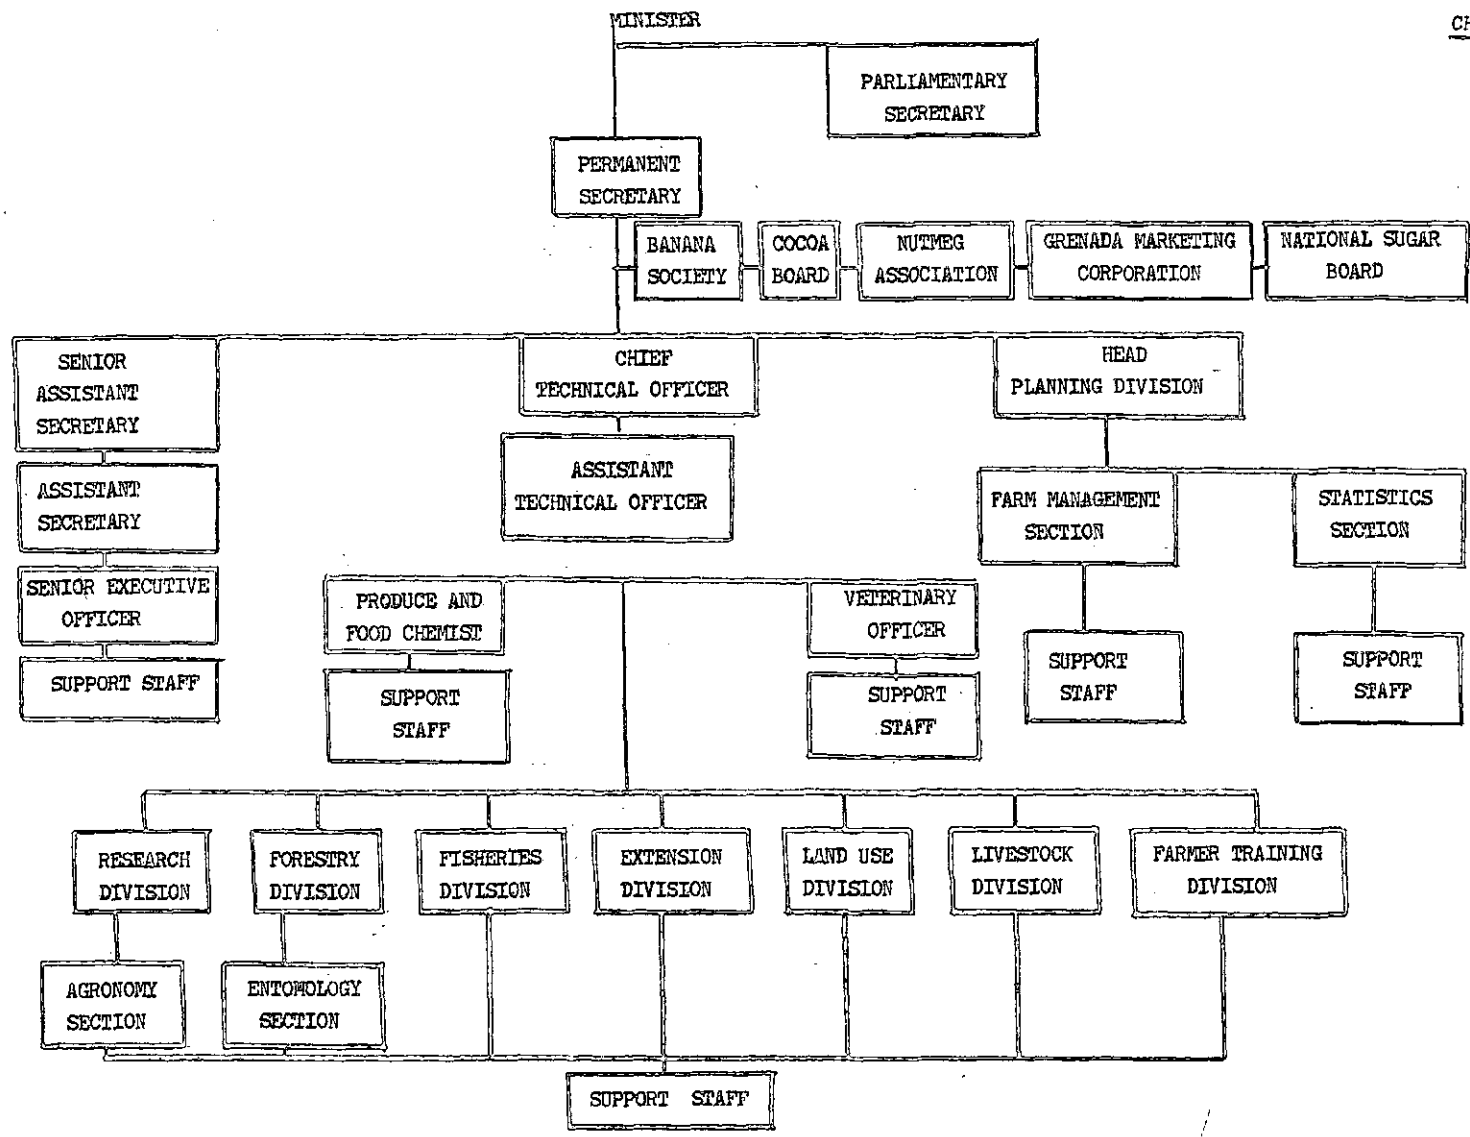 MINISTER
PARLIAMENTARY
SECRETARY
PERMANENT
SECRETARY
BANANA
SOCIETY
COCOA
BOARD
NUTMEG
ASSOCIATION
GRENADA MARKETING
CORPORATION
NATIONAL SUGAR
BOARD
SENIOR
ASSISTANT
SECRETARY
CHIEF
TECHNICAL OFFICER
HEAD
PLANNING DIVISION
ASSISTANT
SECRETARY
ASSISTANT
TECHNICAL OFFICER
FARM MANAGEMENT
SECTION
STATISTICS
SECTION
SENIOR EXECUTIVE
OFFICER
PRODUCE AND
FOOD CHEMIST
VETERINARY
OFFICER
SUPPORT STAFF
SUPPORT
STAFF
SUPPORT
STAFF
SUPPORT
STAFF
SUPPORT
STAFF
RESEARCH
DIVISION
FORESTRY
DIVISION
FISHERIES
DIVISION
EXTENSION
DIVISION
LAND USE
DIVISION
LIVESTOCK
DIVISION
FARMER TRAINING
DIVISION
AGRONOMY
SECTION
ENTOMOLOGY
SECTION
SUPPORT STAFF